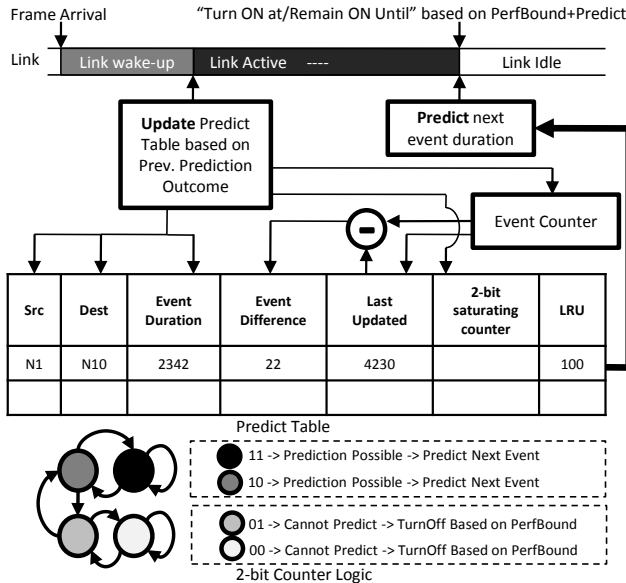 Frame Arrival
“Turn ON at/Remain ON Until” based on PerfBound+Predict
Link
Link wake-up
Link Active ----
Link Idle
Update Predict
Table based on
Prev. Prediction
Outcome
Predict next
event duration
-
Event Counter
Src
Dest
Event
Duration
Event
Difference
Last
Updated
2-bit
saturating
counter
LRU
N1
N10
2342
22
4230
100
Predict Table
11 -> Prediction Possible -> Predict Next Event
10 -> Prediction Possible -> Predict Next Event
01 -> Cannot Predict -> TurnOff Based on PerfBound
00 -> Cannot Predict -> TurnOff Based on PerfBound
2-bit Counter Logic